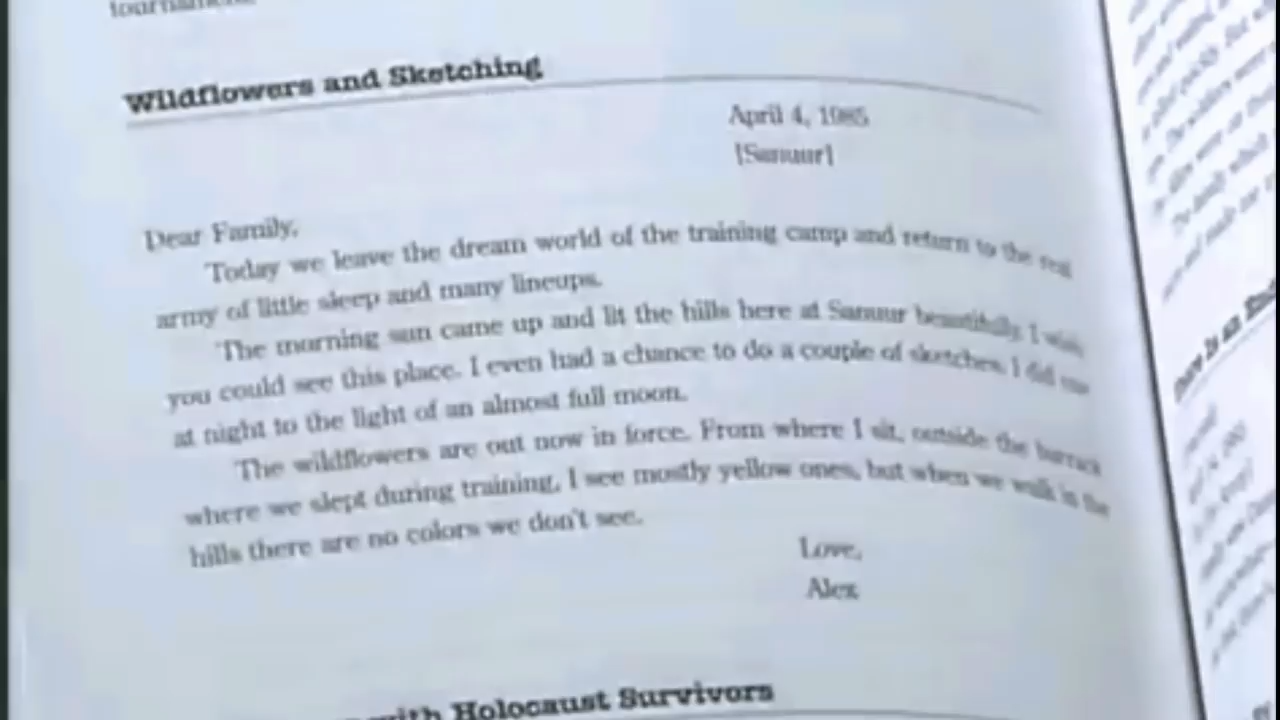 tournament.
Wildflowers and Sketching
April 4, 1985
[Sanuur]
Dear Family,
Today we leave the dream world of the training camp and return to the real
army of little sleep and many lineups.
The morning sun came up and lit the hills here at Sanuur beautifully. I wish
you could see this place. I even had a chance to do a couple of sketches. I did one
at night to the light of an almost full moon.
The wildflowers are out now in force. From where I sit, outside the barrack
where we slept during training, I see mostly yellow ones, but when we walk in the
hills there are no colors we don't see.
Love,
Alex
with Holocaust Survivors